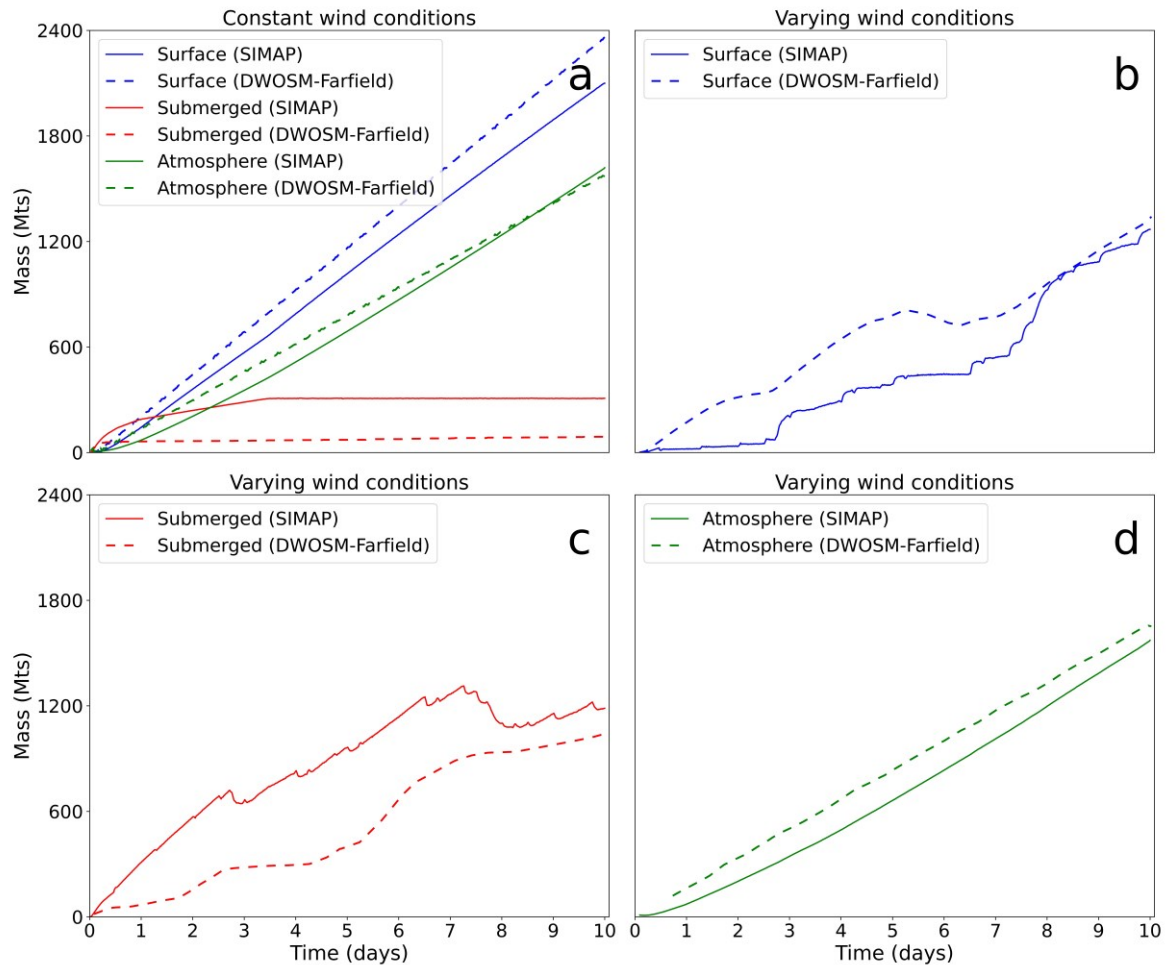 Constant wind conditions
Surface (SIMAP)
Surface (DWOSM-Farfield)
Submerged (SIMAP)
Submerged (DWOSM-Farfield)
Atmosphere (SIMAP)
Atmosphere (DWOSM-Farfield)
a
2400
1800
1200
600
0
Mass (Mts)
Varying wind conditions
Surface (SIMAP)
Surface (DWOSM-Farfield)
b
Varying wind conditions
Submerged (SIMAP)
Submerged (DWOSM-Farfield)
c
2400
1800
1200
600
0
Mass (Mts)
0 1 2 3 4 5 6 7 8 9 10
Time (days)
Varying wind conditions
Atmosphere (SIMAP)
Atmosphere (DWOSM-Farfield)
d
0 1 2 3 4 5 6 7 8 9 10
Time (days)